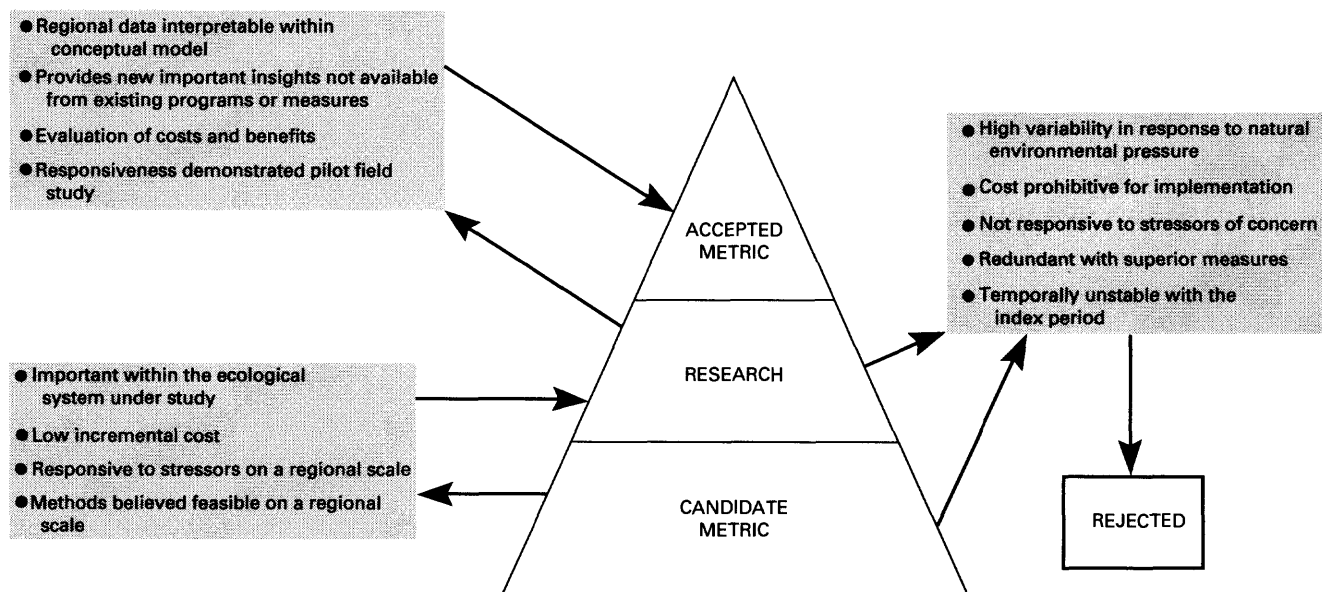 ● Regional data interpretable within
conceptual model
● Provides new important insights not available
from existing programs or measures
● Evaluation of costs and benefits
● Responsiveness demonstrated pilot field
study
● Important within the ecological
system under study
● Low incremental cost
● Responsive to stressors on a regional scale
● Methods believed feasible on a regional
scale
ACCEPTED
METRIC
RESEARCH
CANDIDATE
METRIC
● High variability in response to natural
environmental pressure
● Cost prohibitive for implementation
● Not responsive to stressors of concern
● Redundant with superior measures
● Temporally unstable with the
index period
REJECTED